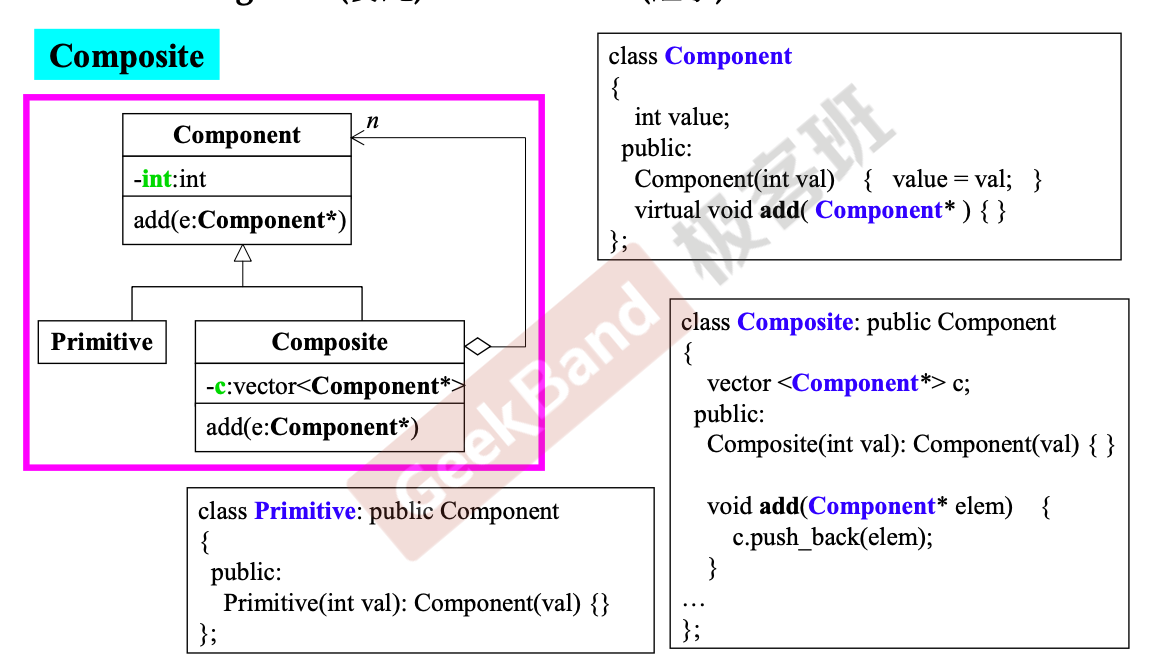 Composite
Component
n
-int:int
add(e:Component*)
Primitive
Composite
-c:vector<Component*>
add(e:Component*)
class Component
{
int value;
public:
Component(int val) { value = val; }
virtual void add( Component* ) { }
};
class Composite: public Component
{
vector <Component*> c;
public:
Composite(int val): Component(val) { }
void add(Component* elem) {
c.push_back(elem);
}
…
};
class Primitive: public Component
{
public:
Primitive(int val): Component(val) {}
};
GeekBand 极客班